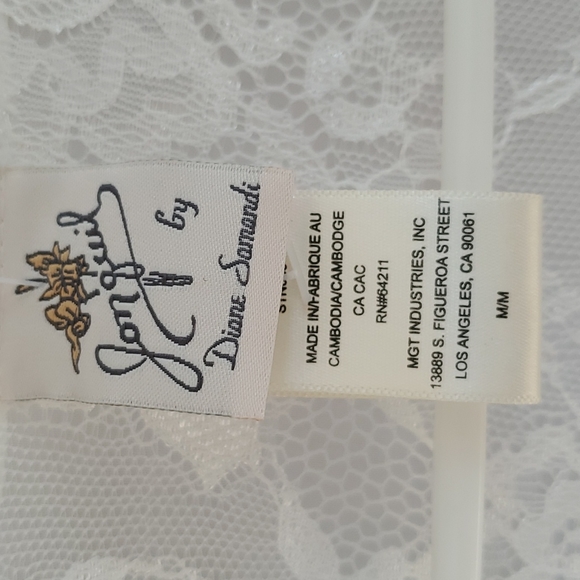 Jonquil
by
Diane Samandi
MADE IN/FABRIQUE AU
CAMBODIA/CAMBODGE
CA CAC
RN#64211
MGT INDUSTRIES, INC
13889 S. FIGUEROA STREET
LOS ANGELES, CA 90061
M/M